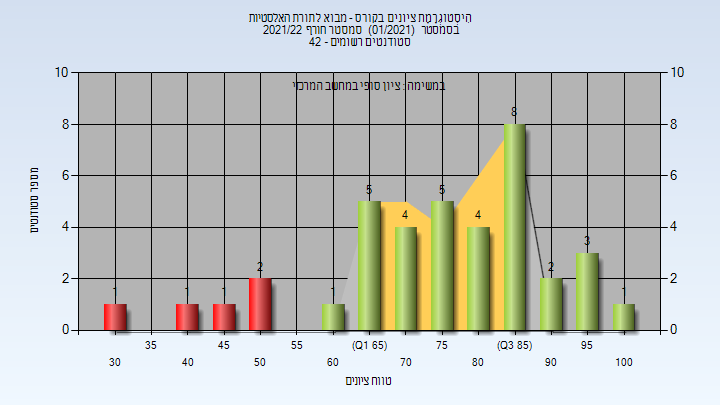 היסטוגרמת ציונים בקורס - מבוא לתורת האלסטיות
בסמסטר (01/2021) סמסטר חורף 2021/22
סטודנטים רשומים - 42
במשימה : ציון סופי במחשב המרכזי
מספר סטודנטים
10 10
8 8
6 6
4 4
2 2
0 0
1 1 1 2 1 5 4 5 4 8 2 3 1
35 45 55 (Q1 65) 75 (Q3 85) 95
30 40 50 60 70 80 90 100
טווח ציונים